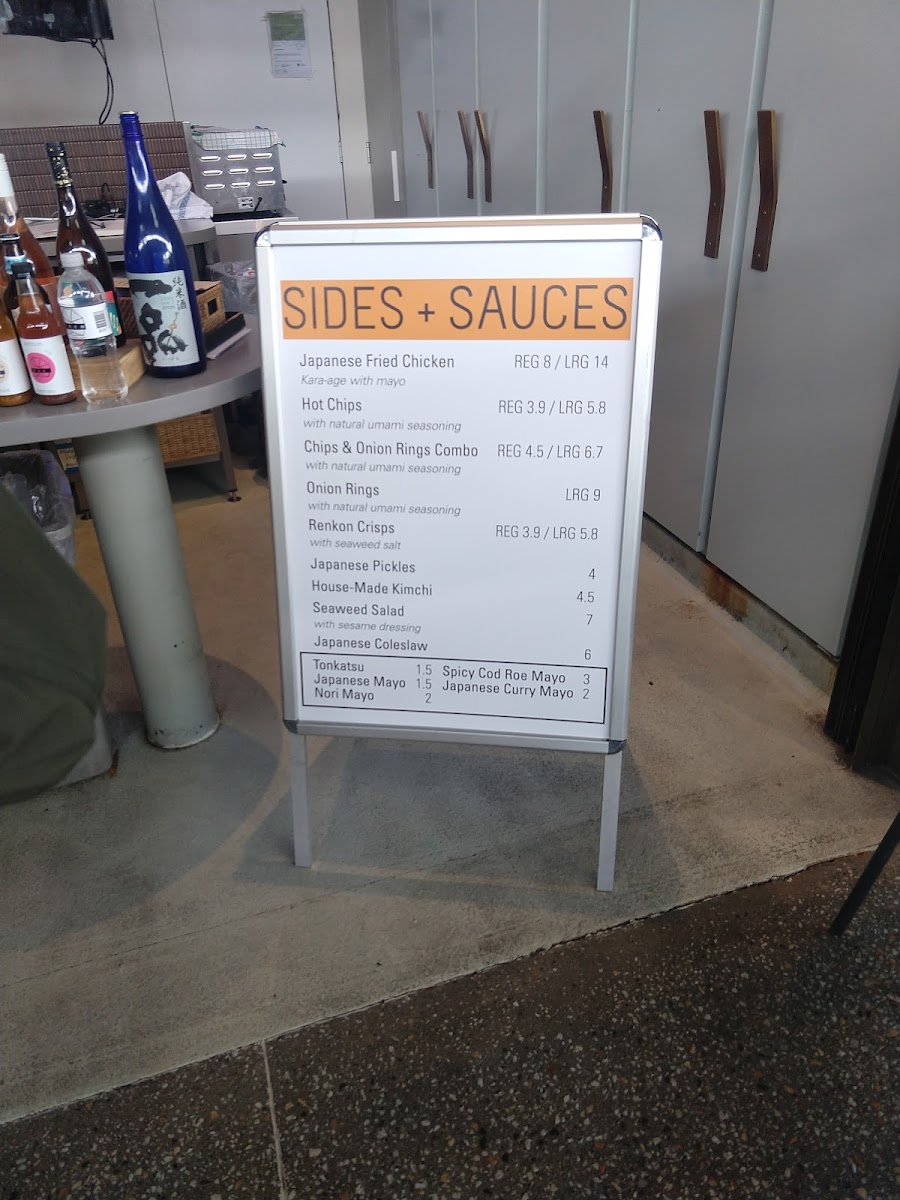 SIDES + SAUCES
Japanese Fried Chicken REG 8 / LRG 14
Kara-age with mayo
Hot Chips REG 3.9 / LRG 5.8
with natural umami seasoning
Chips & Onion Rings Combo REG 4.5 / LRG 6.7
with natural umami seasoning
Onion Rings LRG 9
with natural umami seasoning
Renkon Crisps REG 3.9 / LRG 5.8
with seaweed salt
Japanese Pickles 4
House-Made Kimchi 4.5
Seaweed Salad 7
with sesame dressing
Japanese Coleslaw 6
Tonkatsu 1.5 Spicy Cod Roe Mayo 3
Japanese Mayo 1.5 Japanese Curry Mayo 2
Nori Mayo 2
純米酒